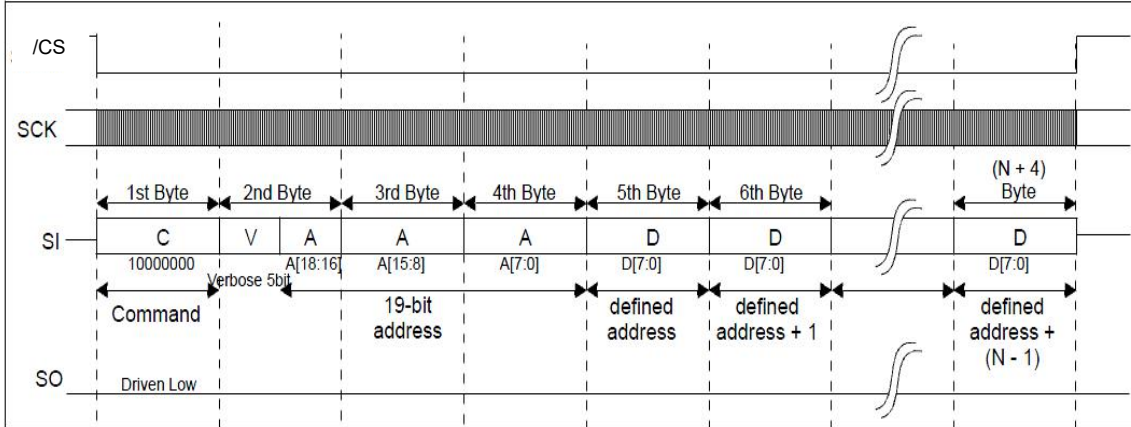 /CS
SCK
(N + 4)
1st Byte 2nd Byte 3rd Byte 4th Byte 5th Byte 6th Byte Byte
SI C V A A A D D D
10000000 A[18:16] A[15:8] A[7:0] D[7:0] D[7:0] D[7:0]
Verbose 5bit
Command 19-bit defined defined defined
address address address + 1 address +
(N - 1)
SO Driven Low